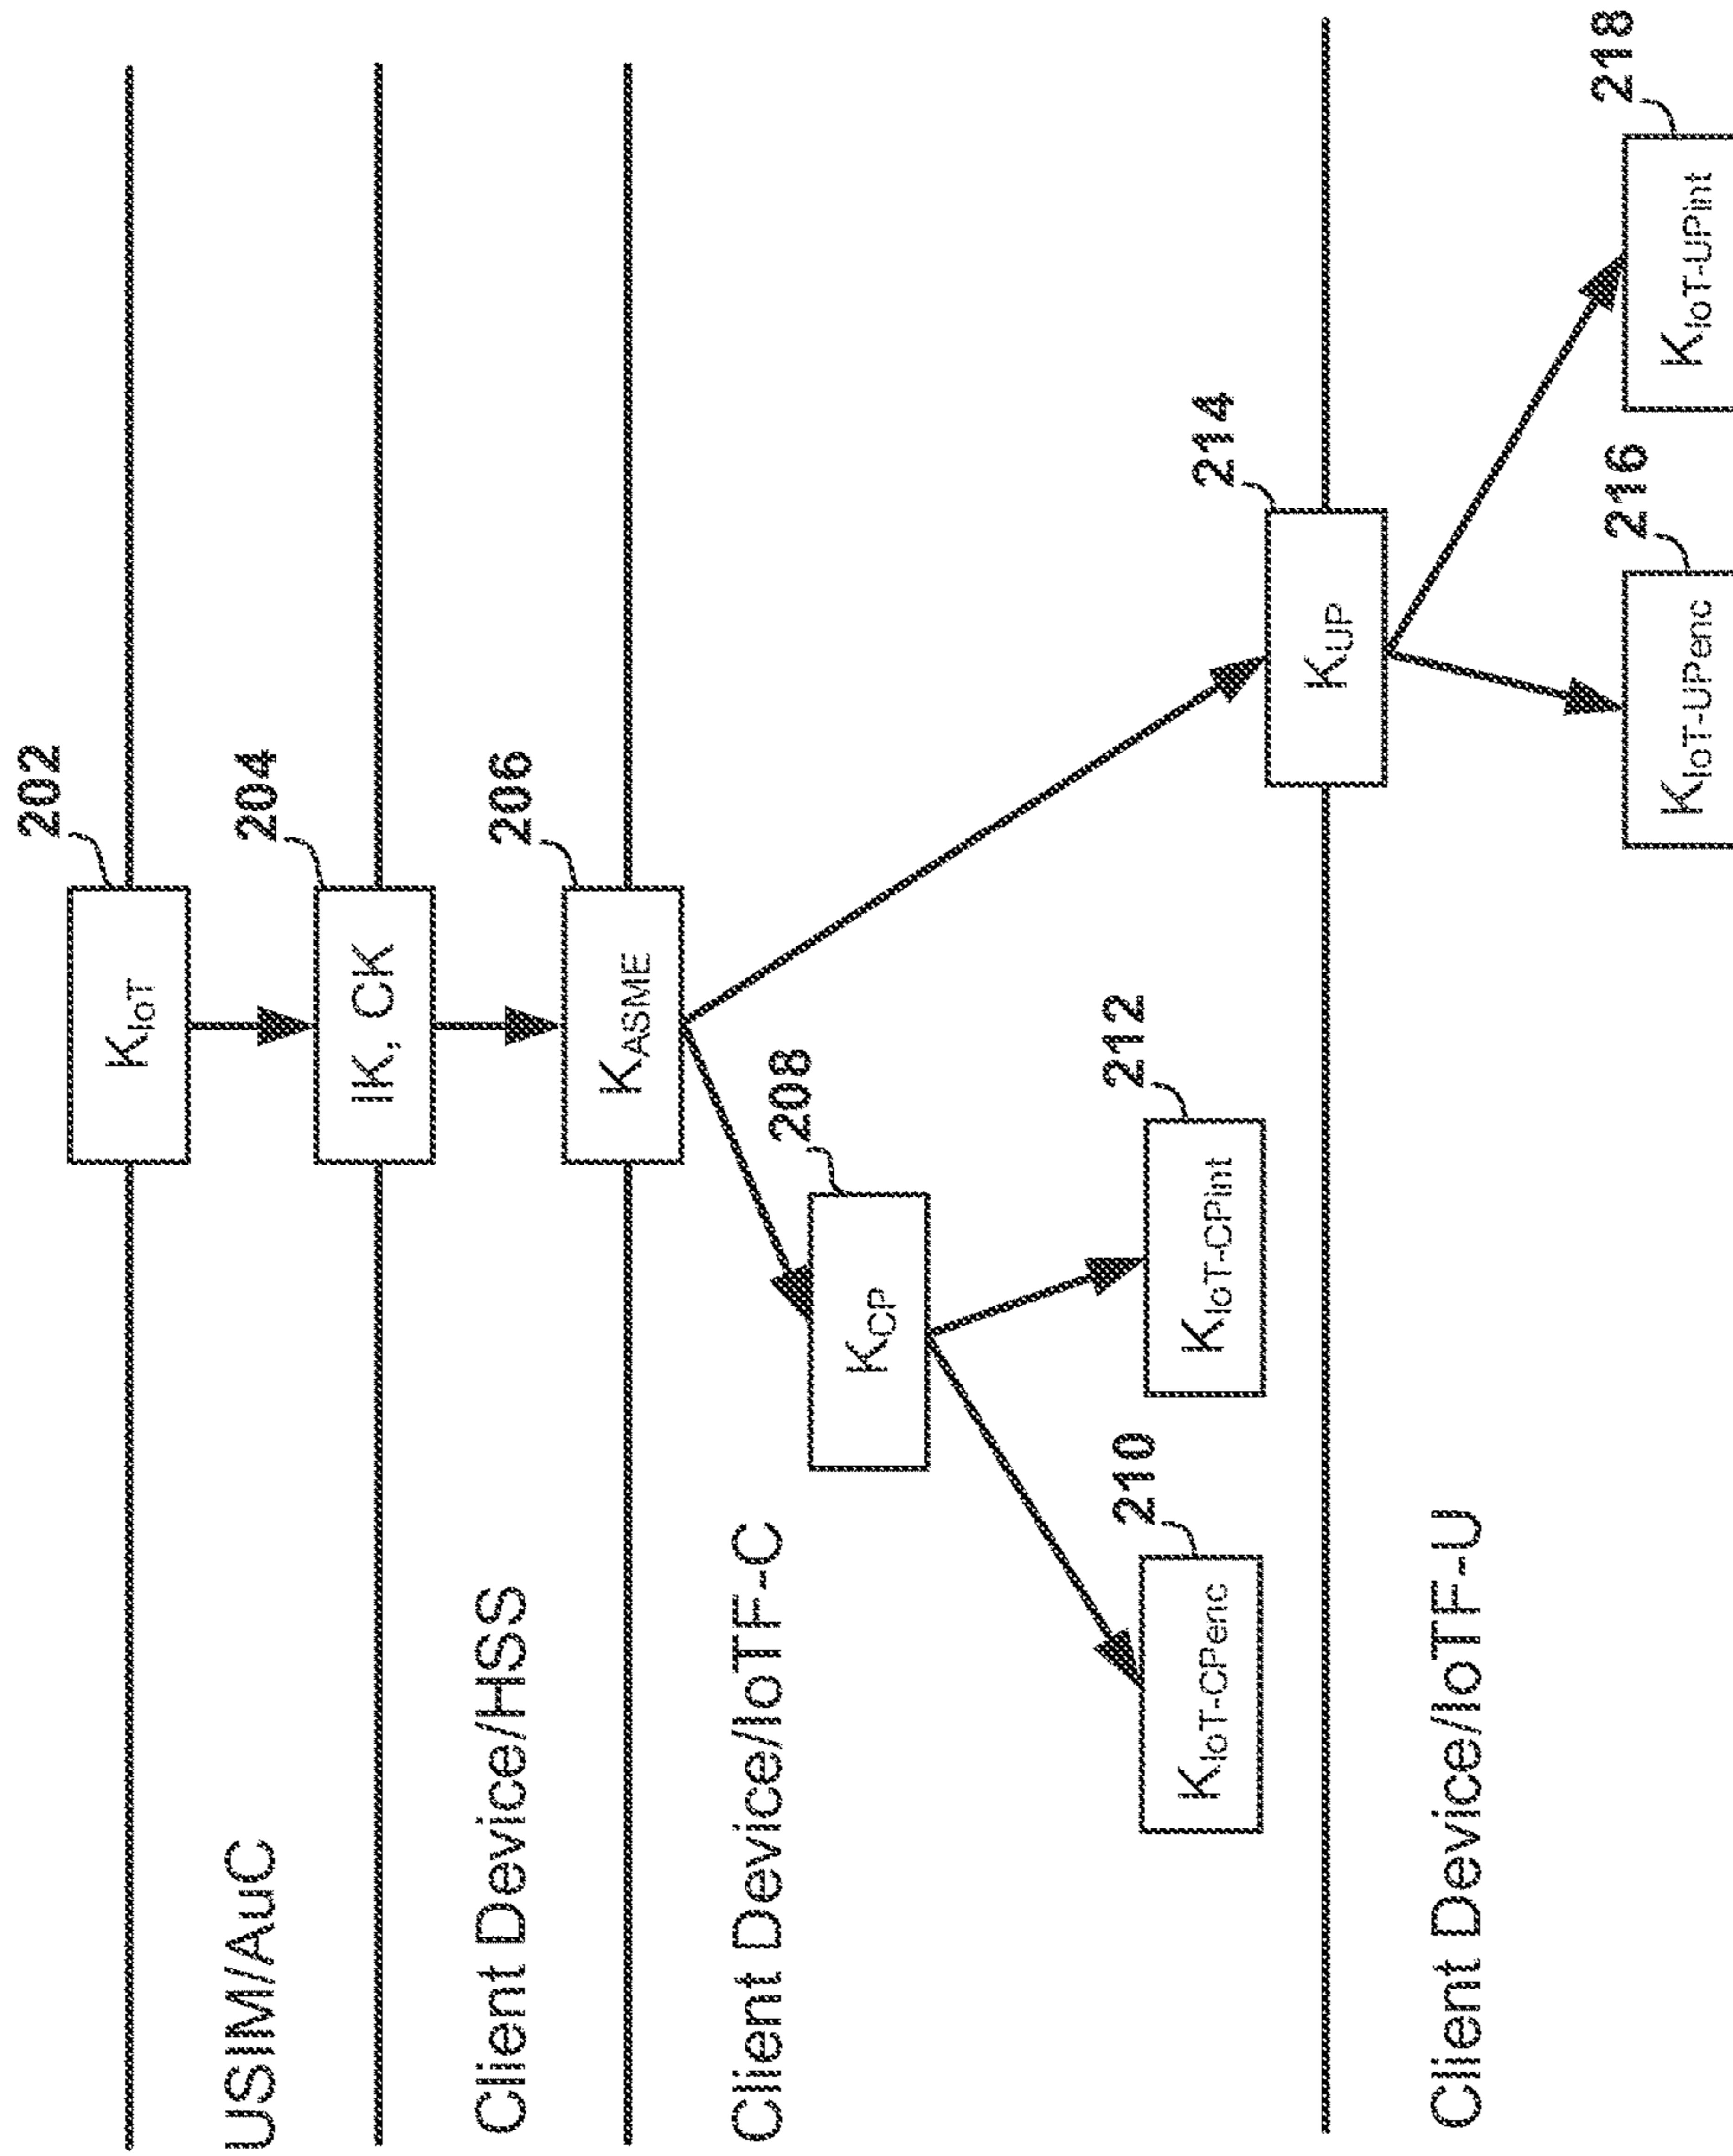 202
K_IoT
USIM/AuC
204
IK, CK
Client Device/HSS
206
K_ASME
Client Device/IoTF-C
208
K_CP
210
K_IoT-CPenc
212
K_IoT-CPint
214
K_UP
Client Device/IoTF-U
216
K_IoT-UPenc
218
K_IoT-UPint